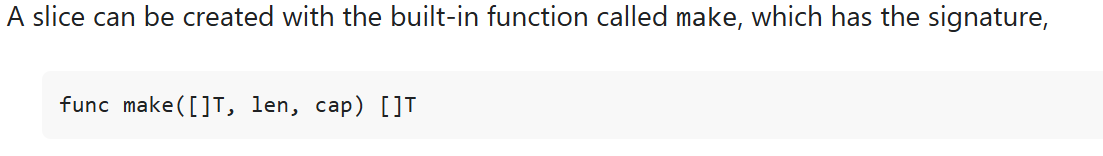 A slice can be created with the built-in function called make, which has the signature,
func make([]T, len, cap) []T